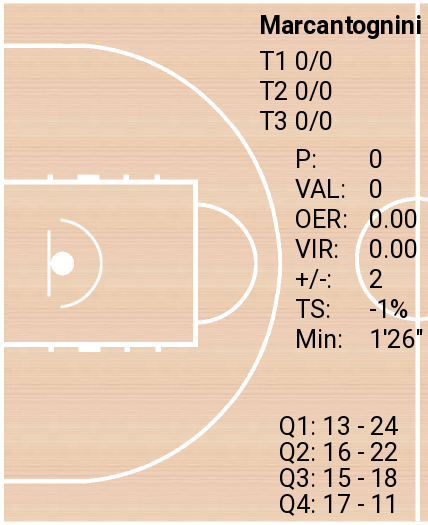 Marcantognini
T1 0/0
T2 0/0
T3 0/0
P: 0
VAL: 0
OER: 0.00
VIR: 0.00
+/-: 2
TS: -1%
Min: 1'26"
Q1: 13 - 24
Q2: 16 - 22
Q3: 15 - 18
Q4: 17 - 11